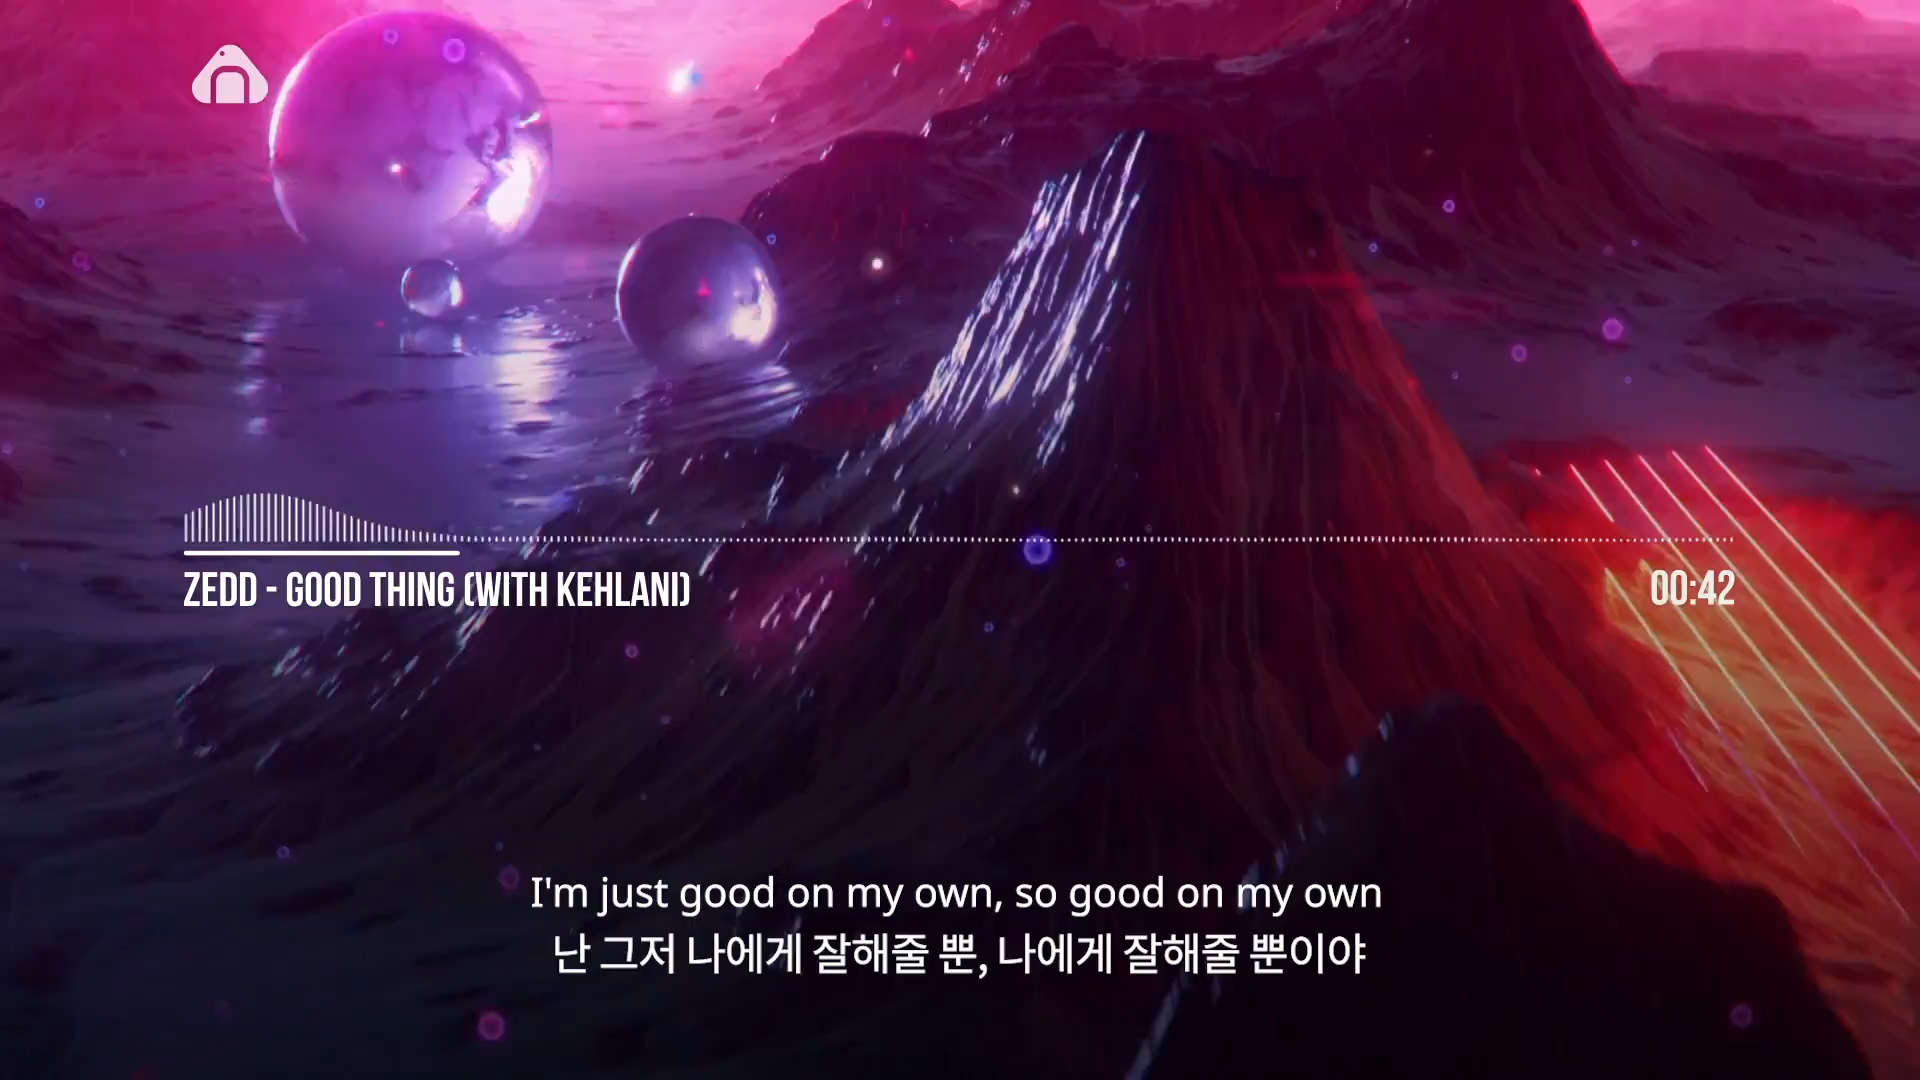 ZEDD - GOOD THING (WITH KEHLANI)
00:42
I'm just good on my own, so good on my own
난 그저 나에게 잘해줄 뿐, 나에게 잘해줄 뿐이야